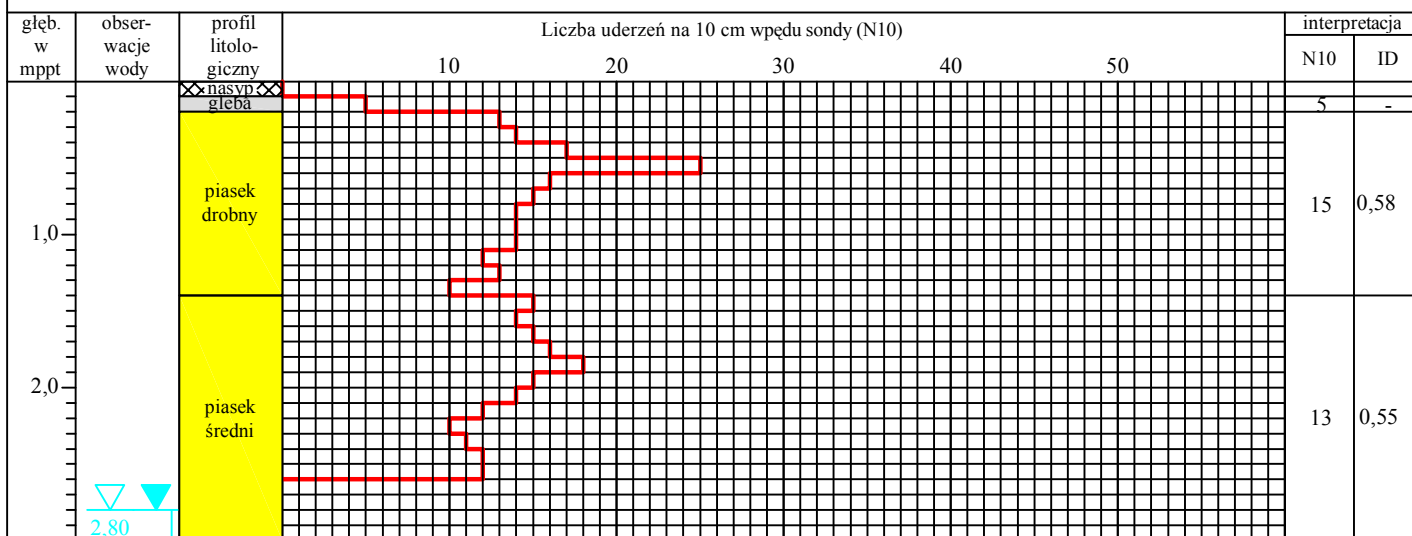 głęb.
w
mppt
obser-
wacje
wody
profil
litolo-
giczny
Liczba uderzeń na 10 cm wpędu sondy (N10)
10 20 30 40 50
interpretacja
N10 ID
nasyp
gleba
5 -
piasek
drobny
15 0,58
1,0
2,0
piasek
średni
13 0,55
2,80